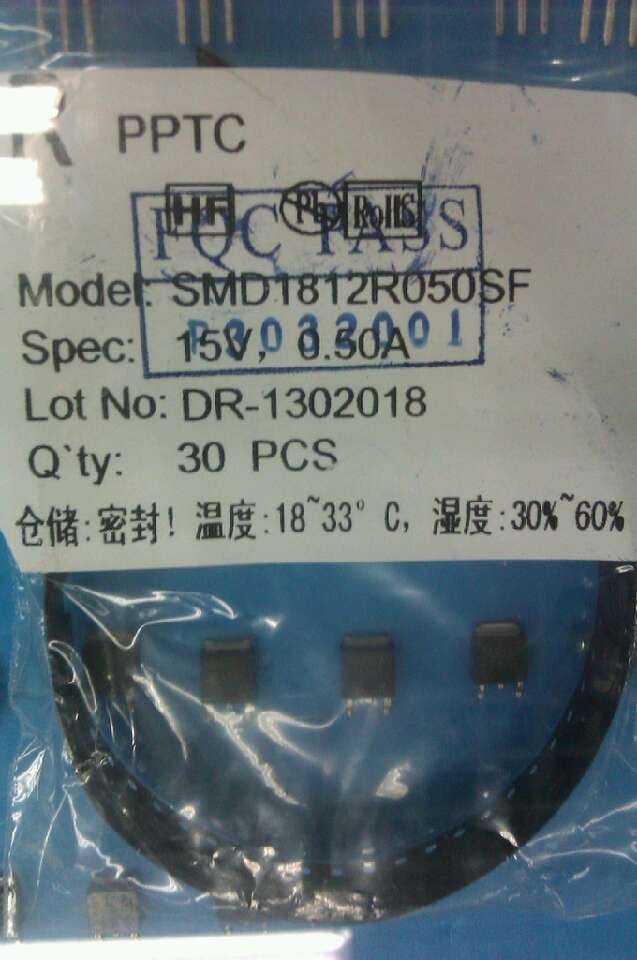 R PPTC
HF Pb RoHS
PQC PASS
Model: SMD1812R050SF
Spec: 15V, 0.50A
Lot No: DR-1302018
Q`ty: 30 PCS
仓储:密封! 温度:18~33° C, 湿度:30%~60%